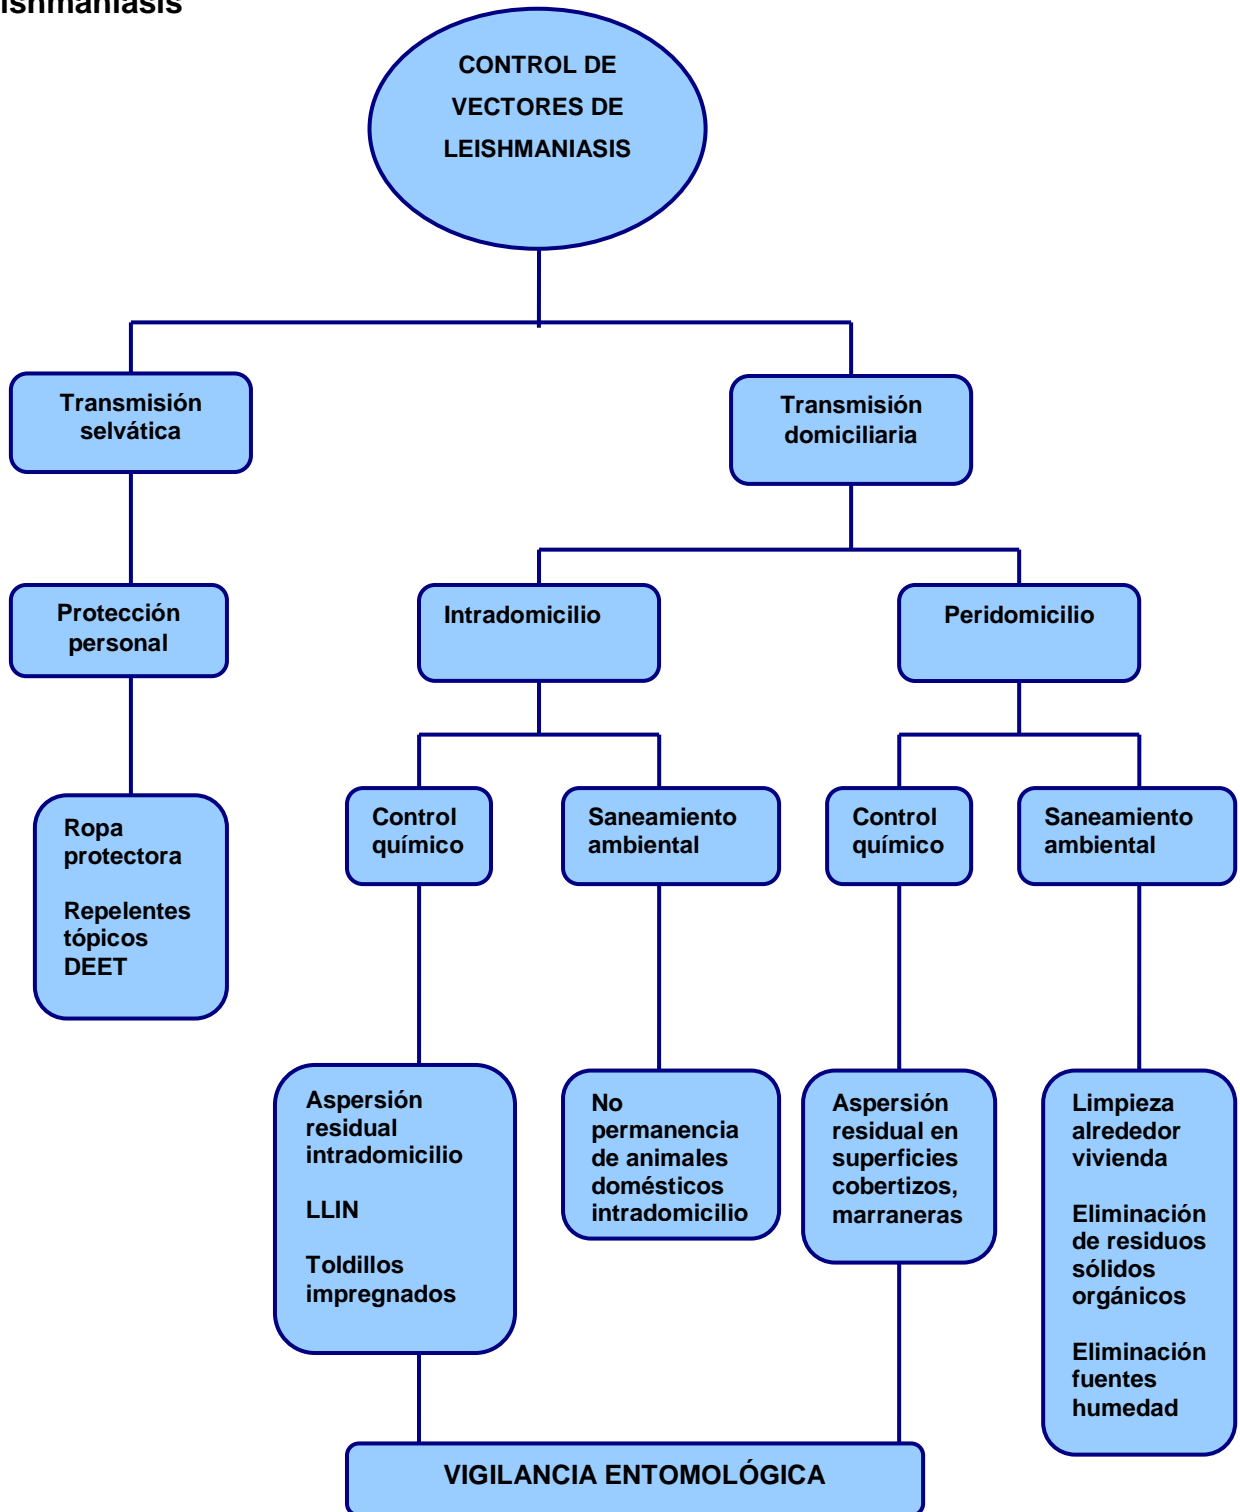 CONTROL DE
VECTORES DE
LEISHMANIASIS
Transmisión
selvática
Transmisión
domiciliaria
Protección
personal
Intradomicilio
Peridomicilio
Ropa
protectora
Repelentes
tópicos
DEET
Control
químico
Saneamiento
ambiental
Control
químico
Saneamiento
ambiental
Aspersión
residual
intradomicilio
LLIN
Toldillos
impregnados
No
permanencia
de animales
domésticos
intradomicilio
Aspersión
residual en
superficies
cobertizos,
marraneras
Limpieza
alrededor
vivienda
Eliminación
de residuos
sólidos
orgánicos
Eliminación
fuentes
humedad
VIGILANCIA ENTOMOLÓGICA